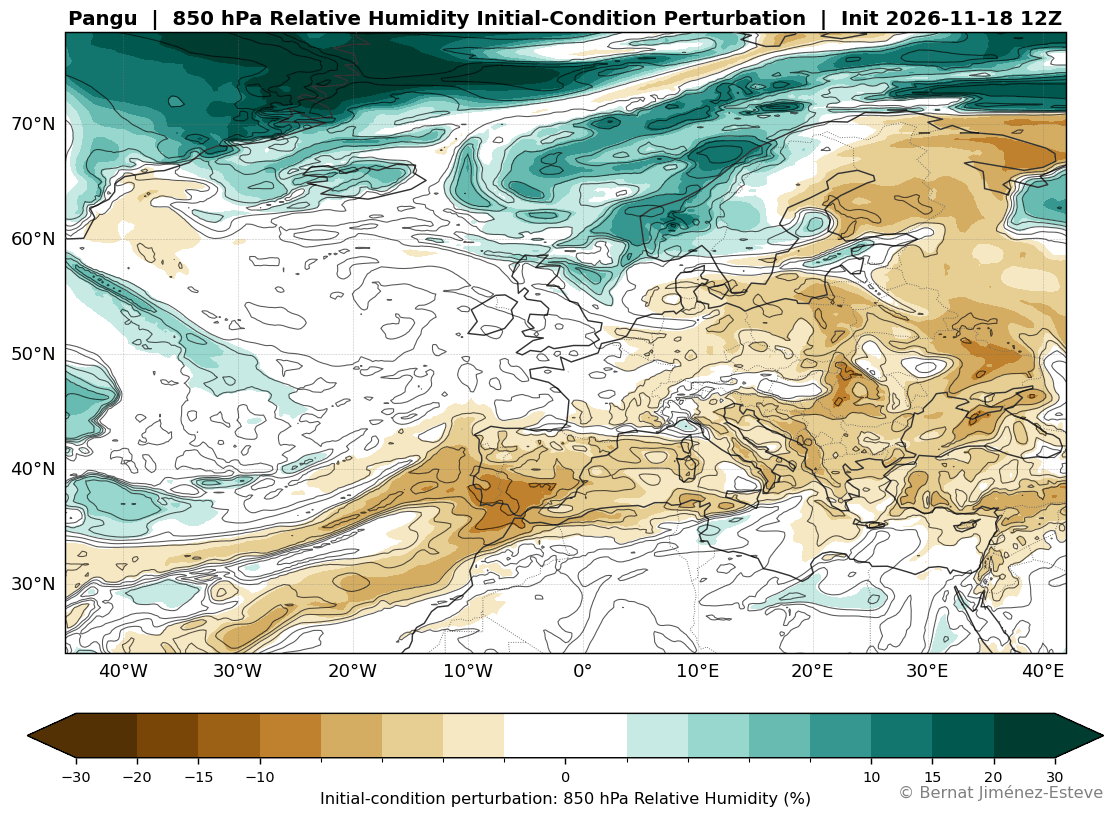 Pangu | 850 hPa Relative Humidity Initial-Condition Perturbation | Init 2026-11-18 12Z
70°N
60°N
50°N
40°N
30°N
40°W 30°W 20°W 10°W 0° 10°E 20°E 30°E 40°E
−30 −20 −15 −10 0 10 15 20 30
Initial-condition perturbation: 850 hPa Relative Humidity (%)
© Bernat Jiménez-Esteve